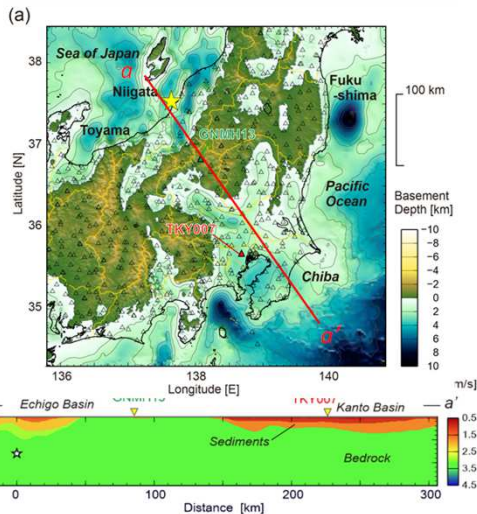 (a)
38
37
36
35
Latitude [N]
Sea of Japan
a
Niigata
Toyama
GNMH13
TKY007
Fuku
-shima
Pacific
Ocean
Chiba
a'
100 km
Basement
Depth [km]
-10
-8
-6
-4
-2
0
2
4
6
8
10
136
138
140
Longitude [E]
m/s]
Echigo Basin
GNMH13
TKY007
Kanto Basin
a'
Sediments
Bedrock
0.5
1.5
2.5
3.5
4.5
0
100
200
300
Distance [km]